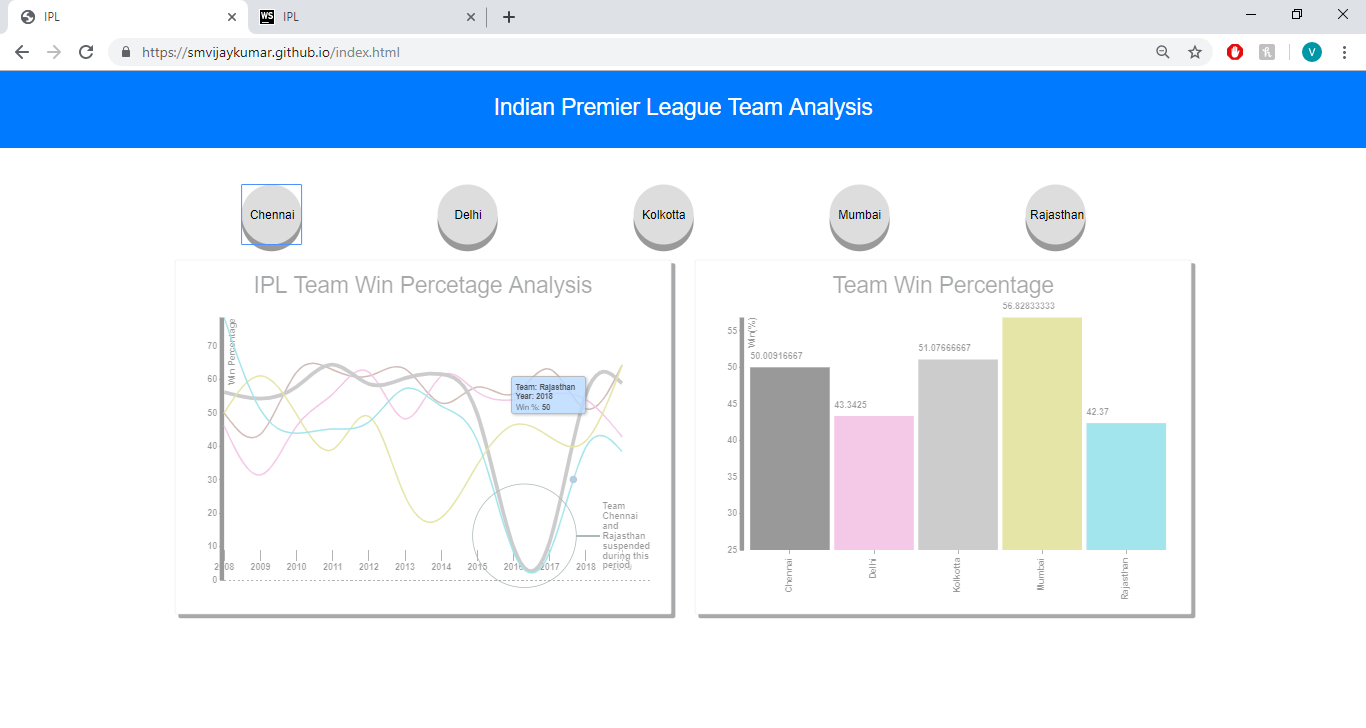 IPL
WS
IPL
https://smvijaykumar.github.io/index.html
V
Indian Premier League Team Analysis
Chennai
Delhi
Kolkotta
Mumbai
Rajasthan
IPL Team Win Percetage Analysis
Win Percentage
70
60
50
40
30
20
10
0
Team: Rajasthan
Year: 2018
Win %: 50
Team
Chennai
and
Rajasthan
suspended
during this
period
2008 2009 2010 2011 2012 2013 2014 2015 2016 2017 2018 2019
Team Win Percentage
Win(%)
55
50
45
40
35
30
25
50.00916667
43.3425
51.07666667
56.82833333
42.37
Chennai
Delhi
Kolkotta
Mumbai
Rajasthan